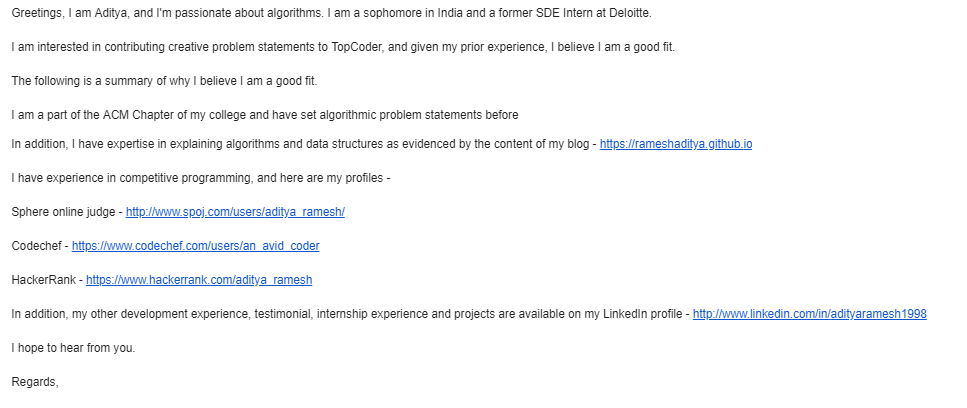 Greetings, I am Aditya, and I'm passionate about algorithms. I am a sophomore in India and a former SDE Intern at Deloitte.
I am interested in contributing creative problem statements to TopCoder, and given my prior experience, I believe I am a good fit.
The following is a summary of why I believe I am a good fit.
I am a part of the ACM Chapter of my college and have set algorithmic problem statements before
In addition, I have expertise in explaining algorithms and data structures as evidenced by the content of my blog - https://rameshaditya.github.io
I have experience in competitive programming, and here are my profiles -
Sphere online judge - http://www.spoj.com/users/aditya_ramesh/
Codechef - https://www.codechef.com/users/an_avid_coder
HackerRank - https://www.hackerrank.com/aditya_ramesh
In addition, my other development experience, testimonial, internship experience and projects are available on my LinkedIn profile - http://www.linkedin.com/in/adityaramesh1998
I hope to hear from you.
Regards,